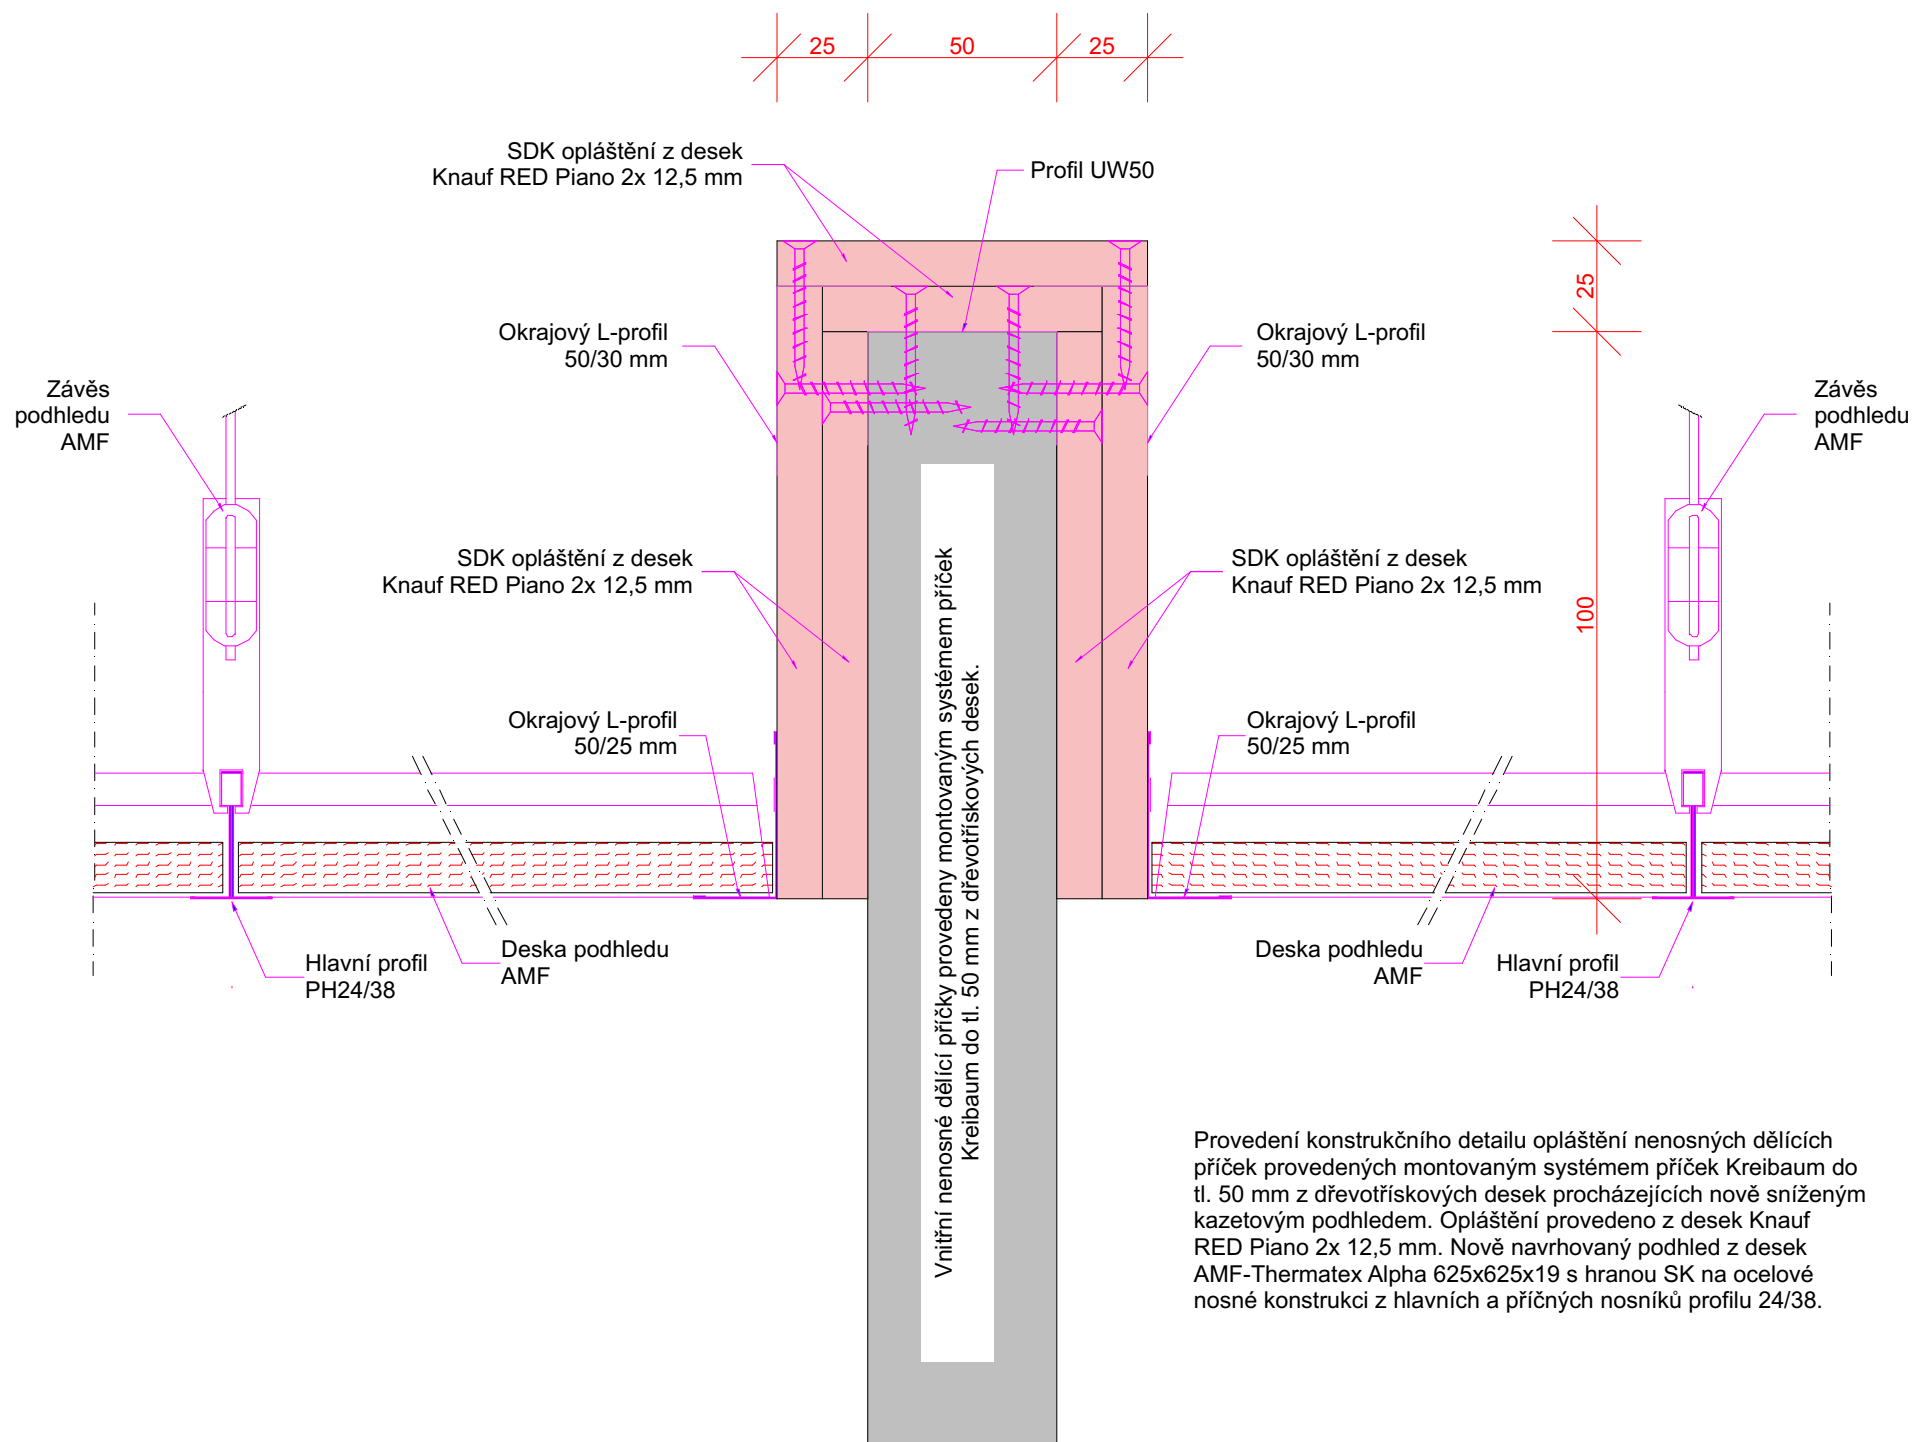 25
50
25
SDK opláštění z desek
Knauf RED Piano 2x 12,5 mm
Profil UW50
25
Okrajový L-profil
50/30 mm
Okrajový L-profil
50/30 mm
Závěs
podhledu
AMF
Závěs
podhledu
AMF
SDK opláštění z desek
Knauf RED Piano 2x 12,5 mm
SDK opláštění z desek
Knauf RED Piano 2x 12,5 mm
100
Okrajový L-profil
50/25 mm
Okrajový L-profil
50/25 mm
Vnitřní nenosné dělící příčky provedeny montovaným systémem příček
Kreibaum do tl. 50 mm z dřevotřískových desek.
Hlavní profil
PH24/38
Deska podhledu
AMF
Deska podhledu
AMF
Hlavní profil
PH24/38
Provedení konstrukčního detailu opláštění nenosných dělících
příček provedených montovaným systémem příček Kreibaum do
tl. 50 mm z dřevotřískových desek procházejících nově sníženým
kazetovým podhledem. Opláštění provedeno z desek Knauf
RED Piano 2x 12,5 mm. Nově navrhovaný podhled z desek
AMF-Thermatex Alpha 625x625x19 s hranou SK na ocelové
nosné konstrukci z hlavních a příčných nosníků profilu 24/38.